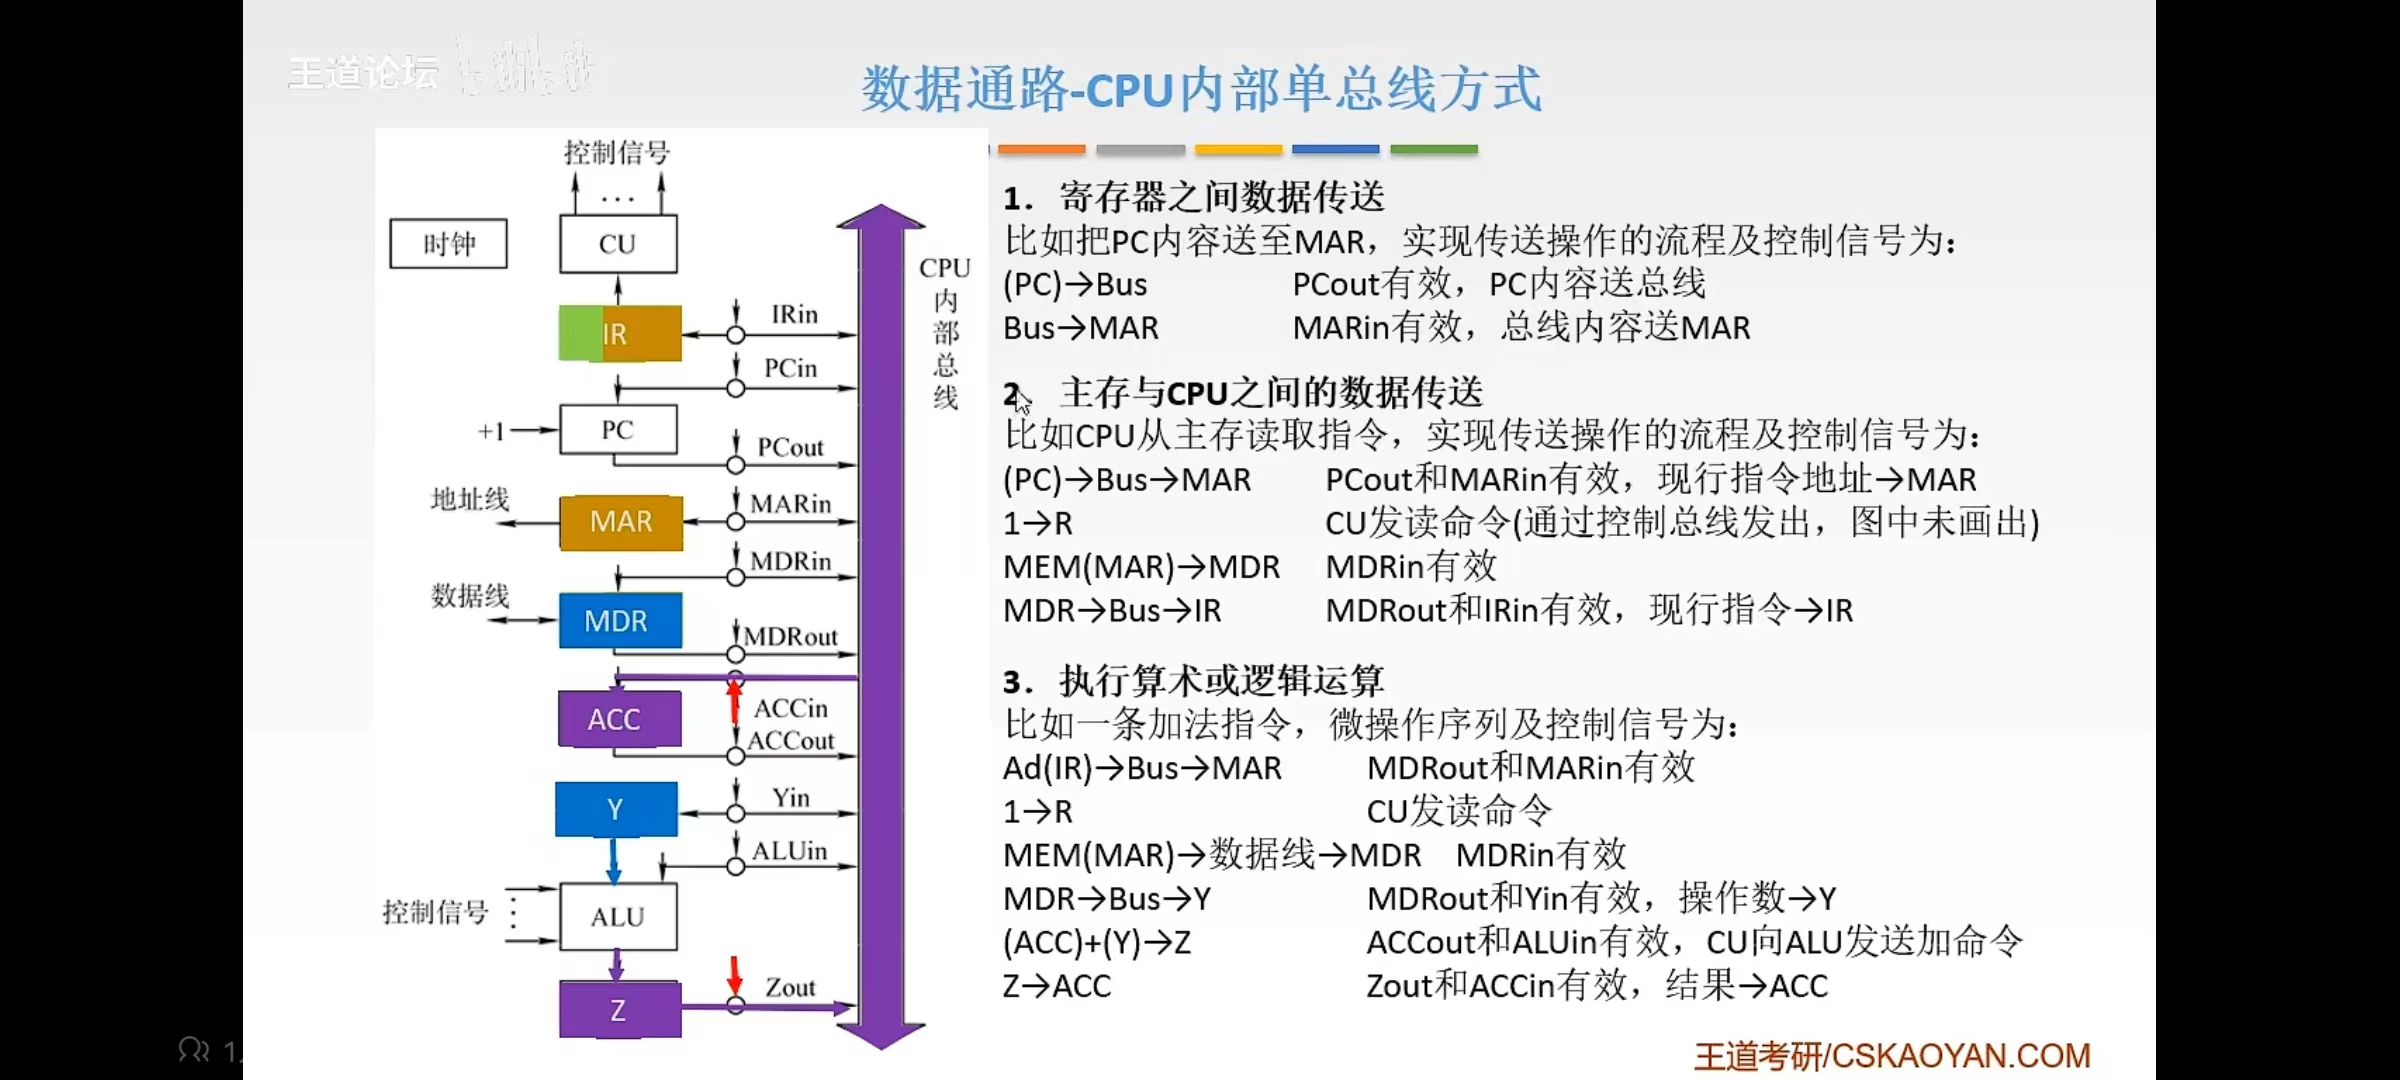 王道论坛
数据通路-CPU内部单总线方式
控制信号
...
时钟
CU
CPU内部总线
IR
IRin
PCin
+1
PC
PCout
地址线
MAR
MARin
MDRin
数据线
MDR
MDRout
ACC
ACCin
ACCout
Y
Yin
ALUin
控制信号
ALU
Z
Zout
1. 寄存器之间数据传送
比如把PC内容送至MAR，实现传送操作的流程及控制信号为：
(PC)→Bus PCout有效，PC内容送总线
Bus→MAR MARin有效，总线内容送MAR
2. 主存与CPU之间的数据传送
比如CPU从主存读取指令，实现传送操作的流程及控制信号为：
(PC)→Bus→MAR PCout和MARin有效，现行指令地址→MAR
1→R CU发读命令(通过控制总线发出，图中未画出)
MEM(MAR)→MDR MDRin有效
MDR→Bus→IR MDRout和IRin有效，现行指令→IR
3. 执行算术或逻辑运算
比如一条加法指令，微操作序列及控制信号为：
Ad(IR)→Bus→MAR MDRout和MARin有效
1→R CU发读命令
MEM(MAR)→数据线→MDR MDRin有效
MDR→Bus→Y MDRout和Yin有效，操作数→Y
(ACC)+(Y)→Z ACCout和ALUin有效，CU向ALU发送加命令
Z→ACC Zout和ACCin有效，结果→ACC
王道考研/CSKAOYAN.COM